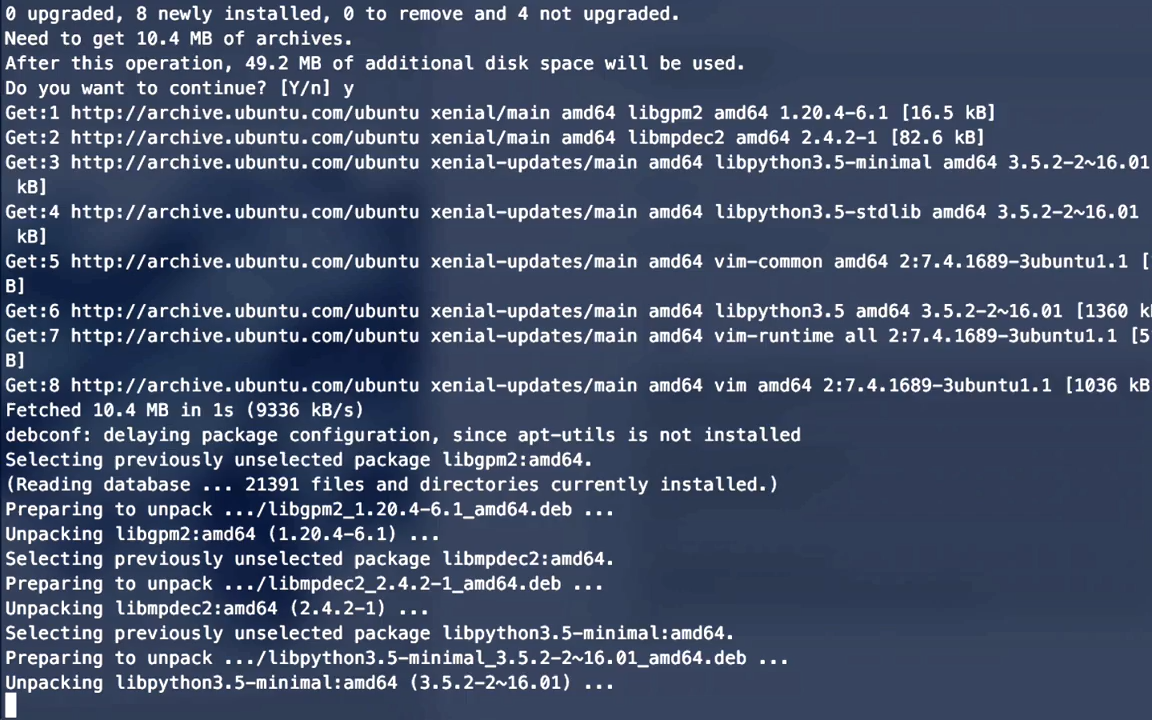 0 upgraded, 8 newly installed, 0 to remove and 4 not upgraded.
Need to get 10.4 MB of archives.
After this operation, 49.2 MB of additional disk space will be used.
Do you want to continue? [Y/n] y
Get:1 http://archive.ubuntu.com/ubuntu xenial/main amd64 libgpm2 amd64 1.20.4-6.1 [16.5 kB]
Get:2 http://archive.ubuntu.com/ubuntu xenial/main amd64 libmpdec2 amd64 2.4.2-1 [82.6 kB]
Get:3 http://archive.ubuntu.com/ubuntu xenial-updates/main amd64 libpython3.5-minimal amd64 3.5.2-2~16.01
kB]
Get:4 http://archive.ubuntu.com/ubuntu xenial-updates/main amd64 libpython3.5-stdlib amd64 3.5.2-2~16.01
kB]
Get:5 http://archive.ubuntu.com/ubuntu xenial-updates/main amd64 vim-common amd64 2:7.4.1689-3ubuntu1.1 [
B]
Get:6 http://archive.ubuntu.com/ubuntu xenial-updates/main amd64 libpython3.5 amd64 3.5.2-2~16.01 [1360 k
Get:7 http://archive.ubuntu.com/ubuntu xenial-updates/main amd64 vim-runtime all 2:7.4.1689-3ubuntu1.1 [5
B]
Get:8 http://archive.ubuntu.com/ubuntu xenial-updates/main amd64 vim amd64 2:7.4.1689-3ubuntu1.1 [1036 kB
Fetched 10.4 MB in 1s (9336 kB/s)
debconf: delaying package configuration, since apt-utils is not installed
Selecting previously unselected package libgpm2:amd64.
(Reading database ... 21391 files and directories currently installed.)
Preparing to unpack .../libgpm2_1.20.4-6.1_amd64.deb ...
Unpacking libgpm2:amd64 (1.20.4-6.1) ...
Selecting previously unselected package libmpdec2:amd64.
Preparing to unpack .../libmpdec2_2.4.2-1_amd64.deb ...
Unpacking libmpdec2:amd64 (2.4.2-1) ...
Selecting previously unselected package libpython3.5-minimal:amd64.
Preparing to unpack .../libpython3.5-minimal_3.5.2-2~16.01_amd64.deb ...
Unpacking libpython3.5-minimal:amd64 (3.5.2-2~16.01) ...